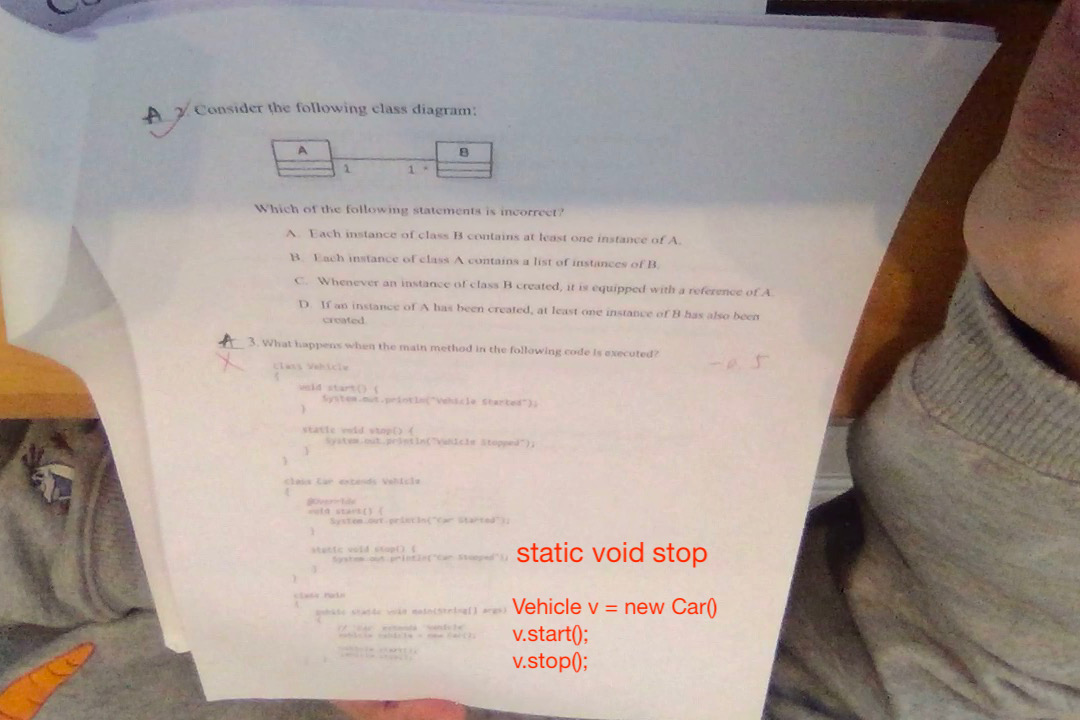 A 2. Consider the following class diagram:
A B
1 1..*
Which of the following statements is incorrect?
A. Each instance of class B contains at least one instance of A.
B. Each instance of class A contains a list of instances of B.
C. Whenever an instance of class B created, it is equipped with a reference of A.
D. If an instance of A has been created, at least one instance of B has also been
created.
A 3. What happens when the main method in the following code is executed?
-0.5
class Vehicle
{
void start() {
System.out.println("Vehicle Started");
}
static void stop() {
System.out.println("Vehicle Stopped");
}
}
class Car extends Vehicle
{
@Override
void start() {
System.out.println("Car Started");
}
static void stop() {
System.out.println("Car Stopped");
}
}
static void stop
class Main
{
public static void main(String[] args)
{
// 'Car' extends 'Vehicle'
Vehicle vehicle = new Car();
vehicle.start();
vehicle.stop();
}
Vehicle v = new Car()
v.start();
v.stop();